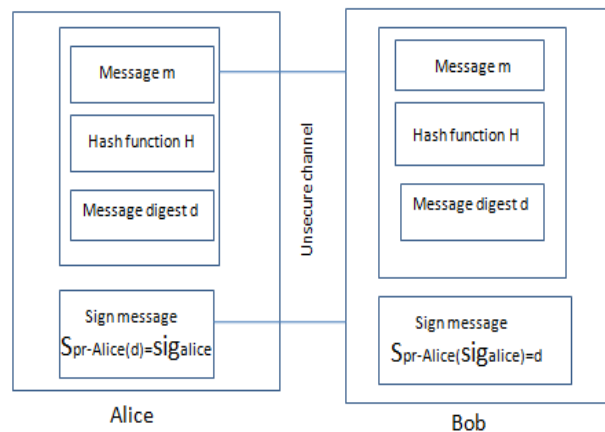 Message m
Hash function H
Message digest d
Sign message
Spr-Alice(d)=sigalice
Alice
Unsecure channel
Message m
Hash function H
Message digest d
Sign message
Spr-Alice(sigalice)=d
Bob